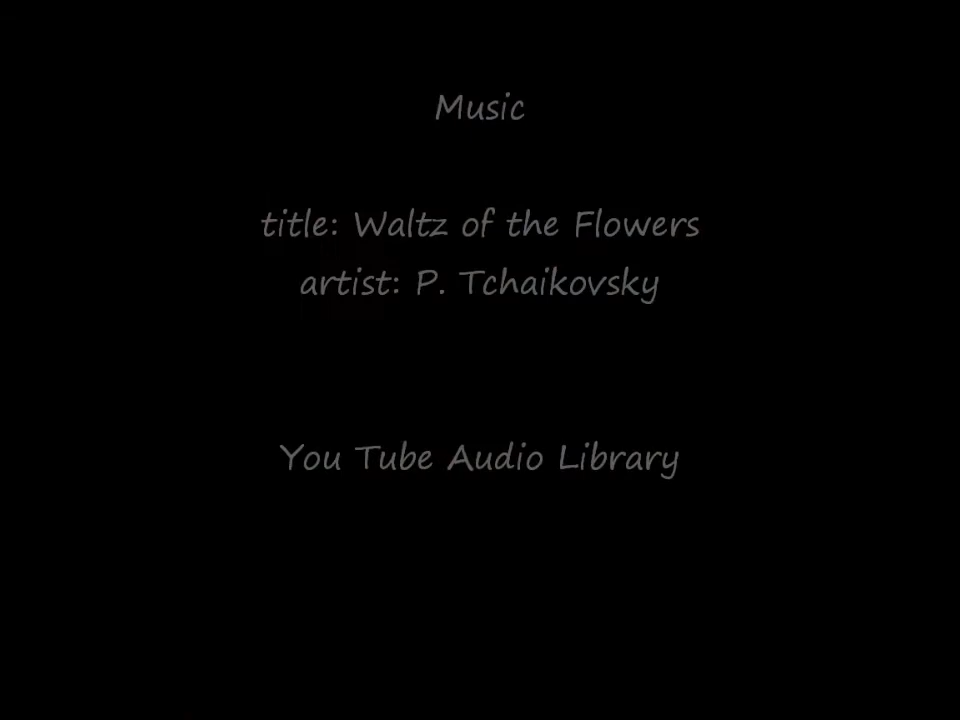 Music
title: Waltz of the Flowers
artist: P. Tchaikovsky
You Tube Audio Library